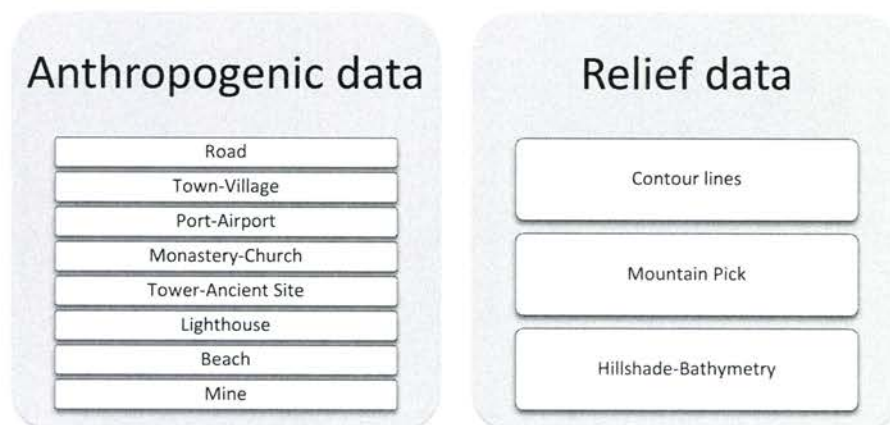 Anthropogenic data
Road
Town-Village
Port-Airport
Monastery-Church
Tower-Ancient Site
Lighthouse
Beach
Mine
Relief data
Contour lines
Mountain Pick
Hillshade-Bathymetry